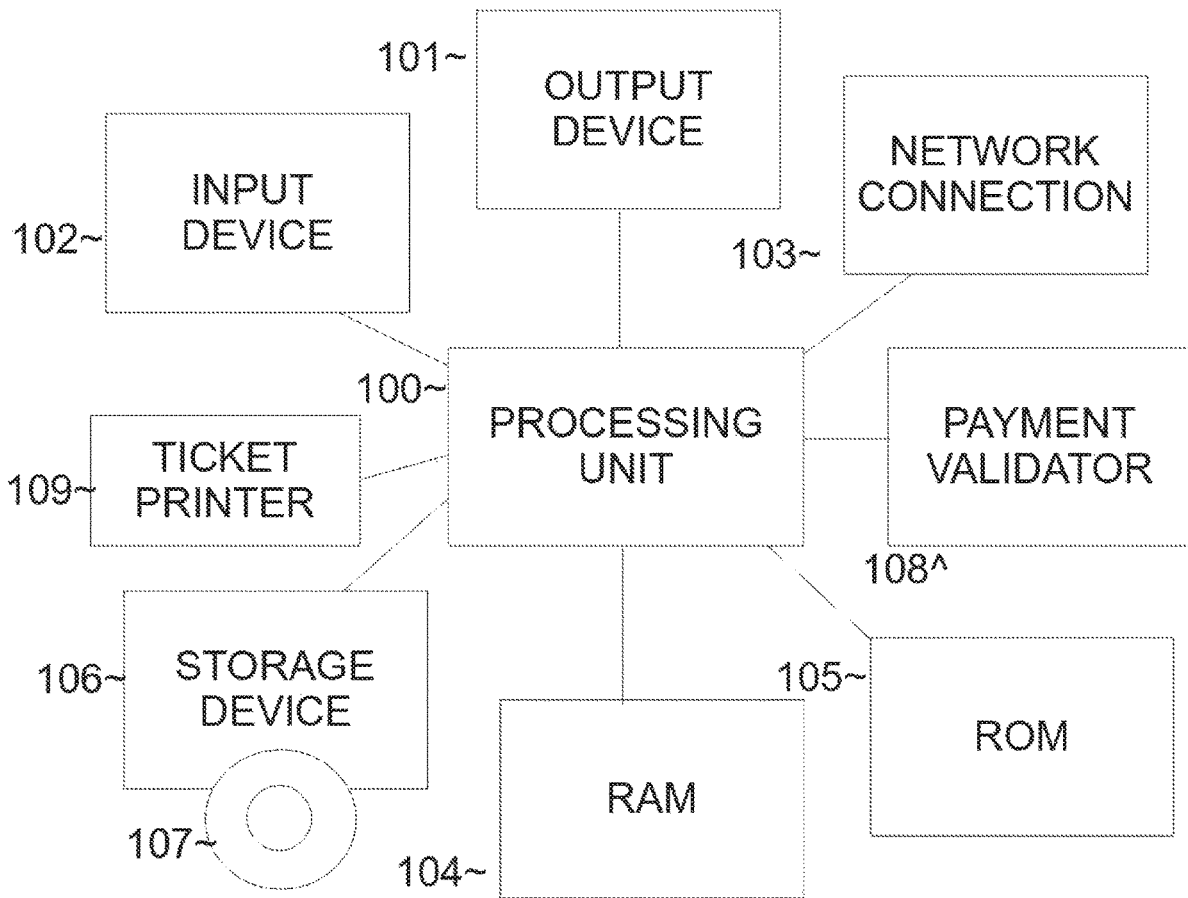 101~
OUTPUT
DEVICE
NETWORK
CONNECTION
103~
INPUT
DEVICE
102~
100~
PROCESSING
UNIT
PAYMENT
VALIDATOR
108^
TICKET
PRINTER
109~
STORAGE
DEVICE
106~
107~
RAM
104~
105~
ROM